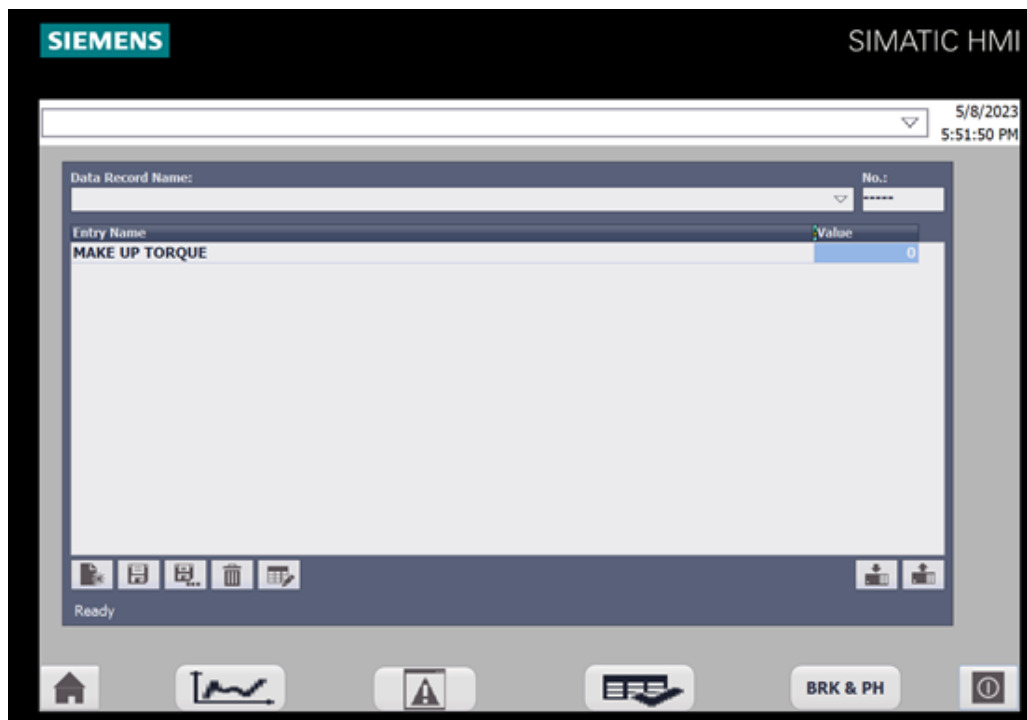 SIEMENS
SIMATIC HMI
5/8/2023
5:51:50 PM
Data Record Name:
No.:
-----
Entry Name
Value
MAKE UP TORQUE
0
Ready
BRK & PH